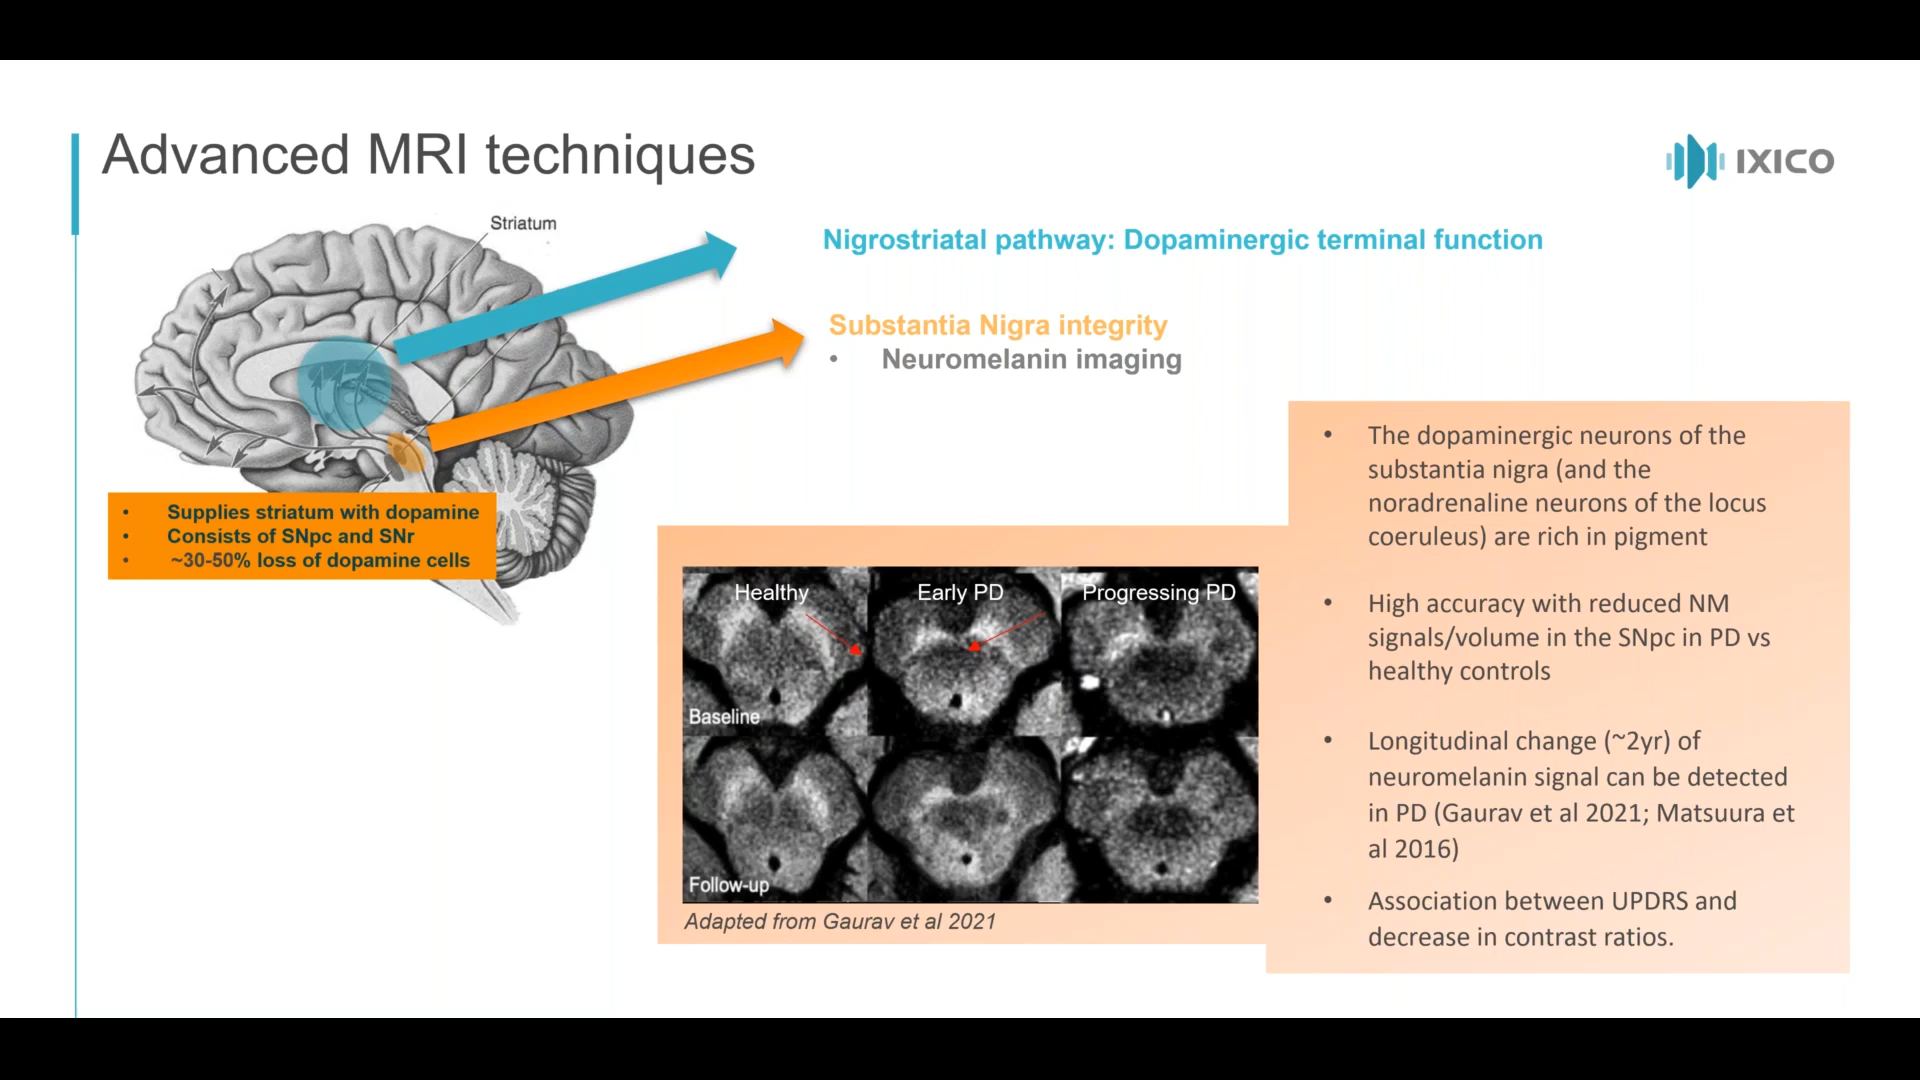 Advanced MRI techniques
IXICO
Striatum
Nigrostriatal pathway: Dopaminergic terminal function
Substantia Nigra integrity
• Neuromelanin imaging
• Supplies striatum with dopamine
• Consists of SNpc and SNr
• ~30-50% loss of dopamine cells
Healthy
Early PD
Progressing PD
Baseline
Follow-up
Adapted from Gaurav et al 2021
• The dopaminergic neurons of the
substantia nigra (and the
noradrenaline neurons of the locus
coeruleus) are rich in pigment
• High accuracy with reduced NM
signals/volume in the SNpc in PD vs
healthy controls
• Longitudinal change (~2yr) of
neuromelanin signal can be detected
in PD (Gaurav et al 2021; Matsuura et
al 2016)
• Association between UPDRS and
decrease in contrast ratios.